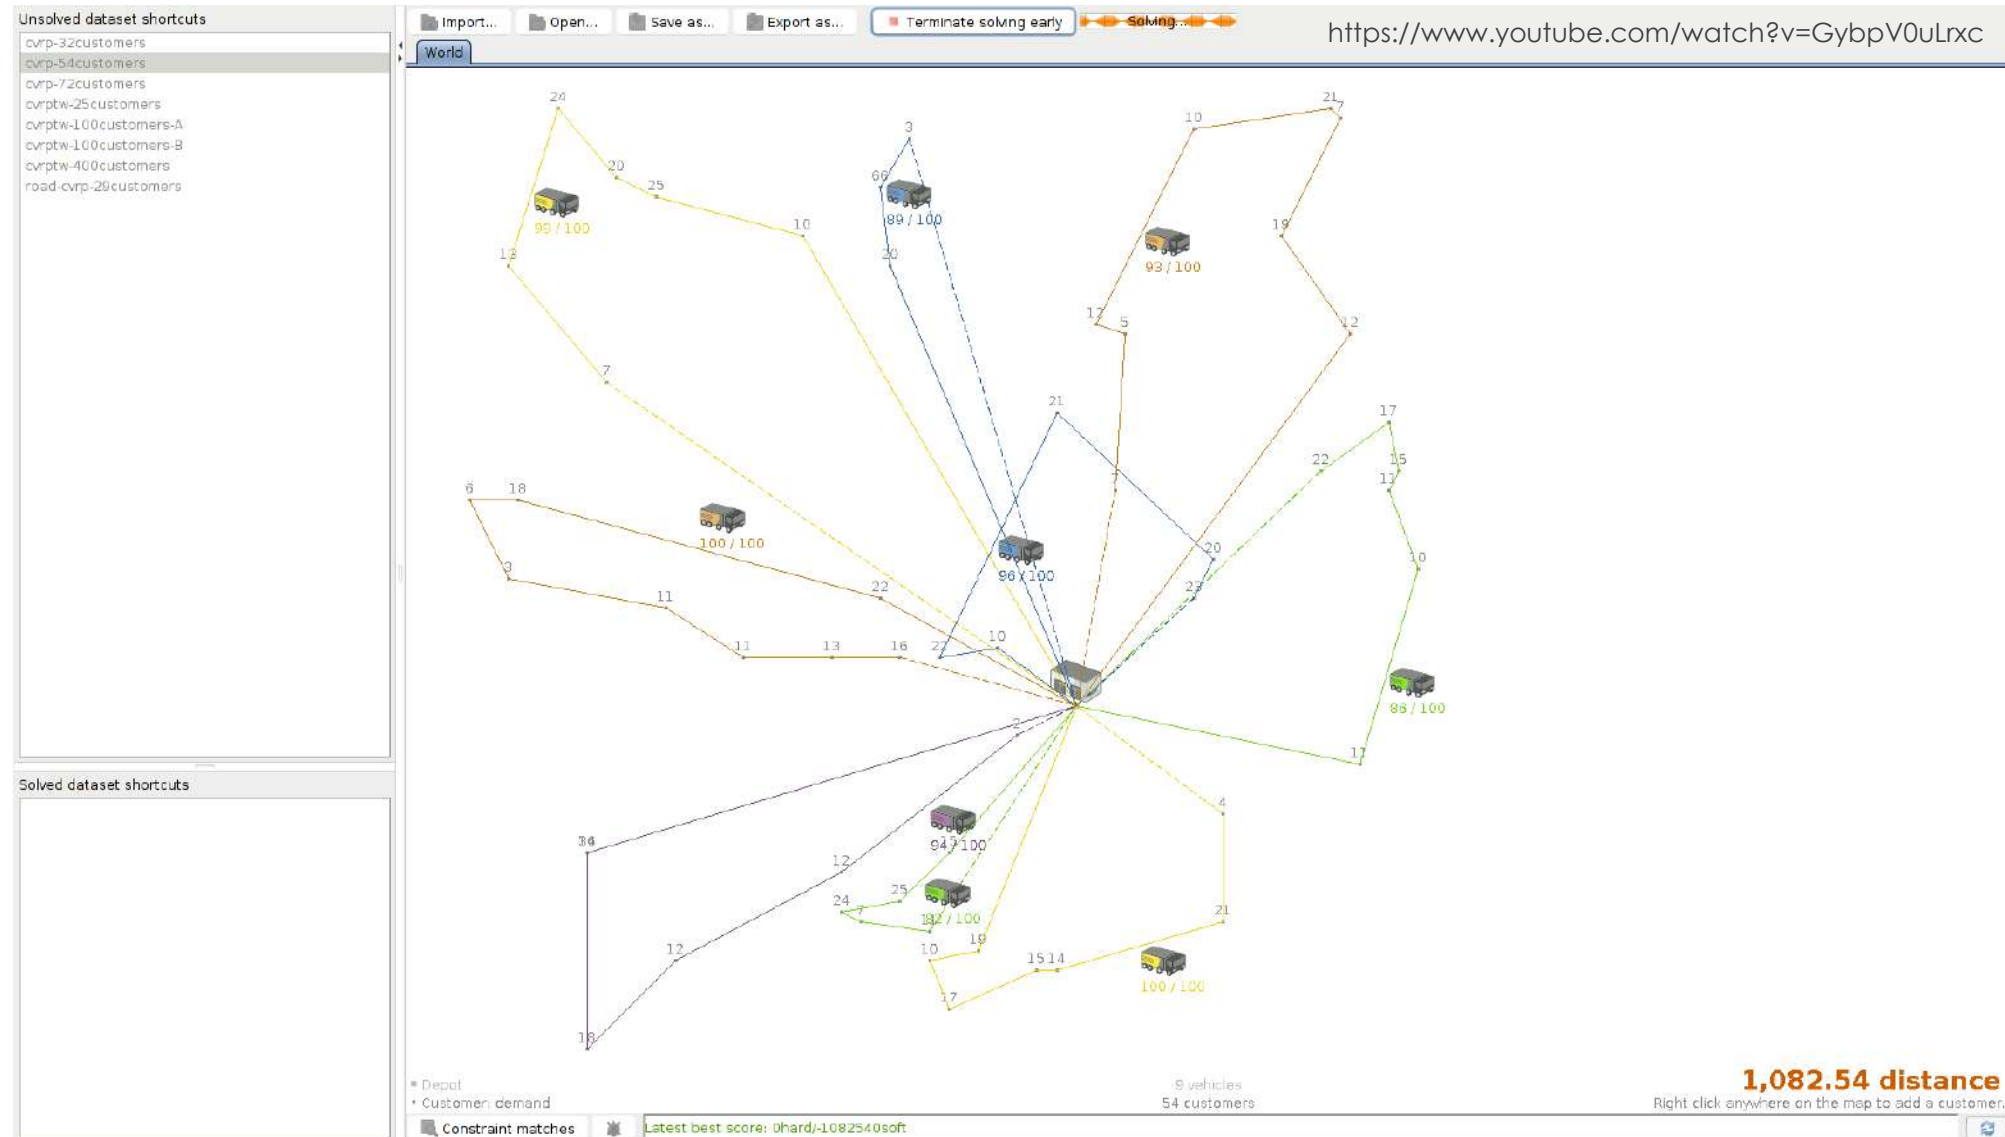 Unsolved dataset shortcuts
cvrp-32customers
cvrp-54customers
cvrp-72customers
cvrptw-25customers
cvrptw-100customers-A
cvrptw-100customers-B
cvrptw-400customers
road-cvrp-29customers
Solved dataset shortcuts
Import... Open... Save as... Export as... Terminate solving early Solving...
https://www.youtube.com/watch?v=GybpV0uLrxc
World
24
21
7
10
3
20
66
25
99 / 100
89 / 100
10
19
13
20
93 / 100
12
5
12
7
21
17
22
15
11
6
18
7
100 / 100
20
10
96 / 100
3
22
23
11
10
11
13
16
86 / 100
2
4
94 / 100
12
25
24
7
82 / 100
21
10
19
12
15
14
100 / 100
17
18
Depot
9 vehicles
1,082.54 distance
Customer: demand
54 customers
Right click anywhere on the map to add a customer.
Constraint matches
Latest best score: 0hard/-1082540soft